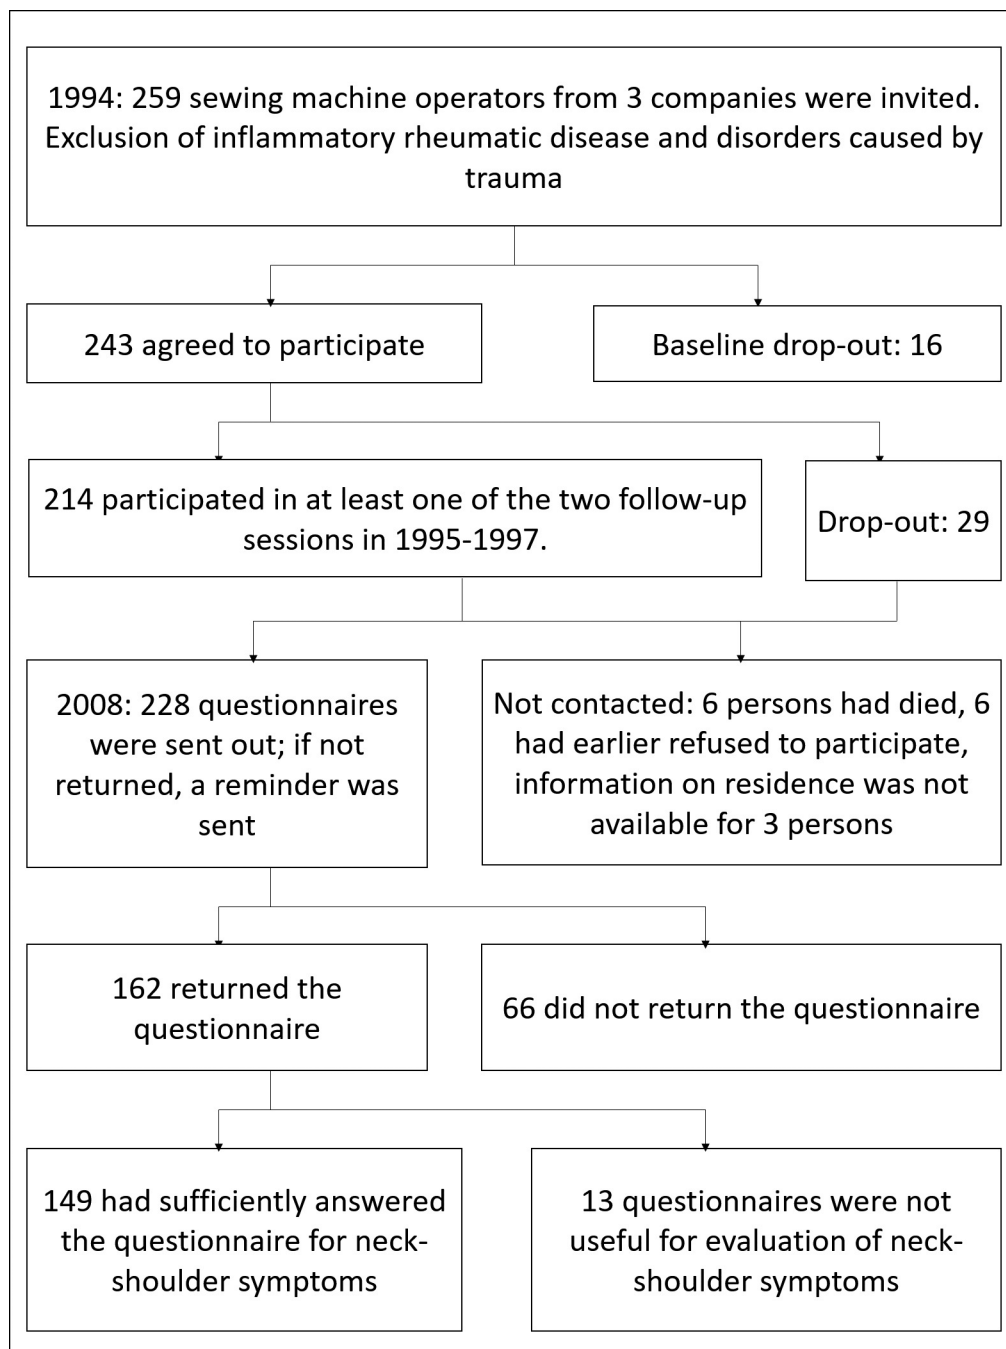 1994: 259 sewing machine operators from 3 companies were invited.
Exclusion of inflammatory rheumatic disease and disorders caused by
trauma
243 agreed to participate
Baseline drop-out: 16
214 participated in at least one of the two follow-up
sessions in 1995-1997.
Drop-out: 29
2008: 228 questionnaires
were sent out; if not
returned, a reminder was
sent
Not contacted: 6 persons had died, 6
had earlier refused to participate,
information on residence was not
available for 3 persons
162 returned the
questionnaire
66 did not return the questionnaire
149 had sufficiently answered
the questionnaire for neck-
shoulder symptoms
13 questionnaires were not
useful for evaluation of neck-
shoulder symptoms